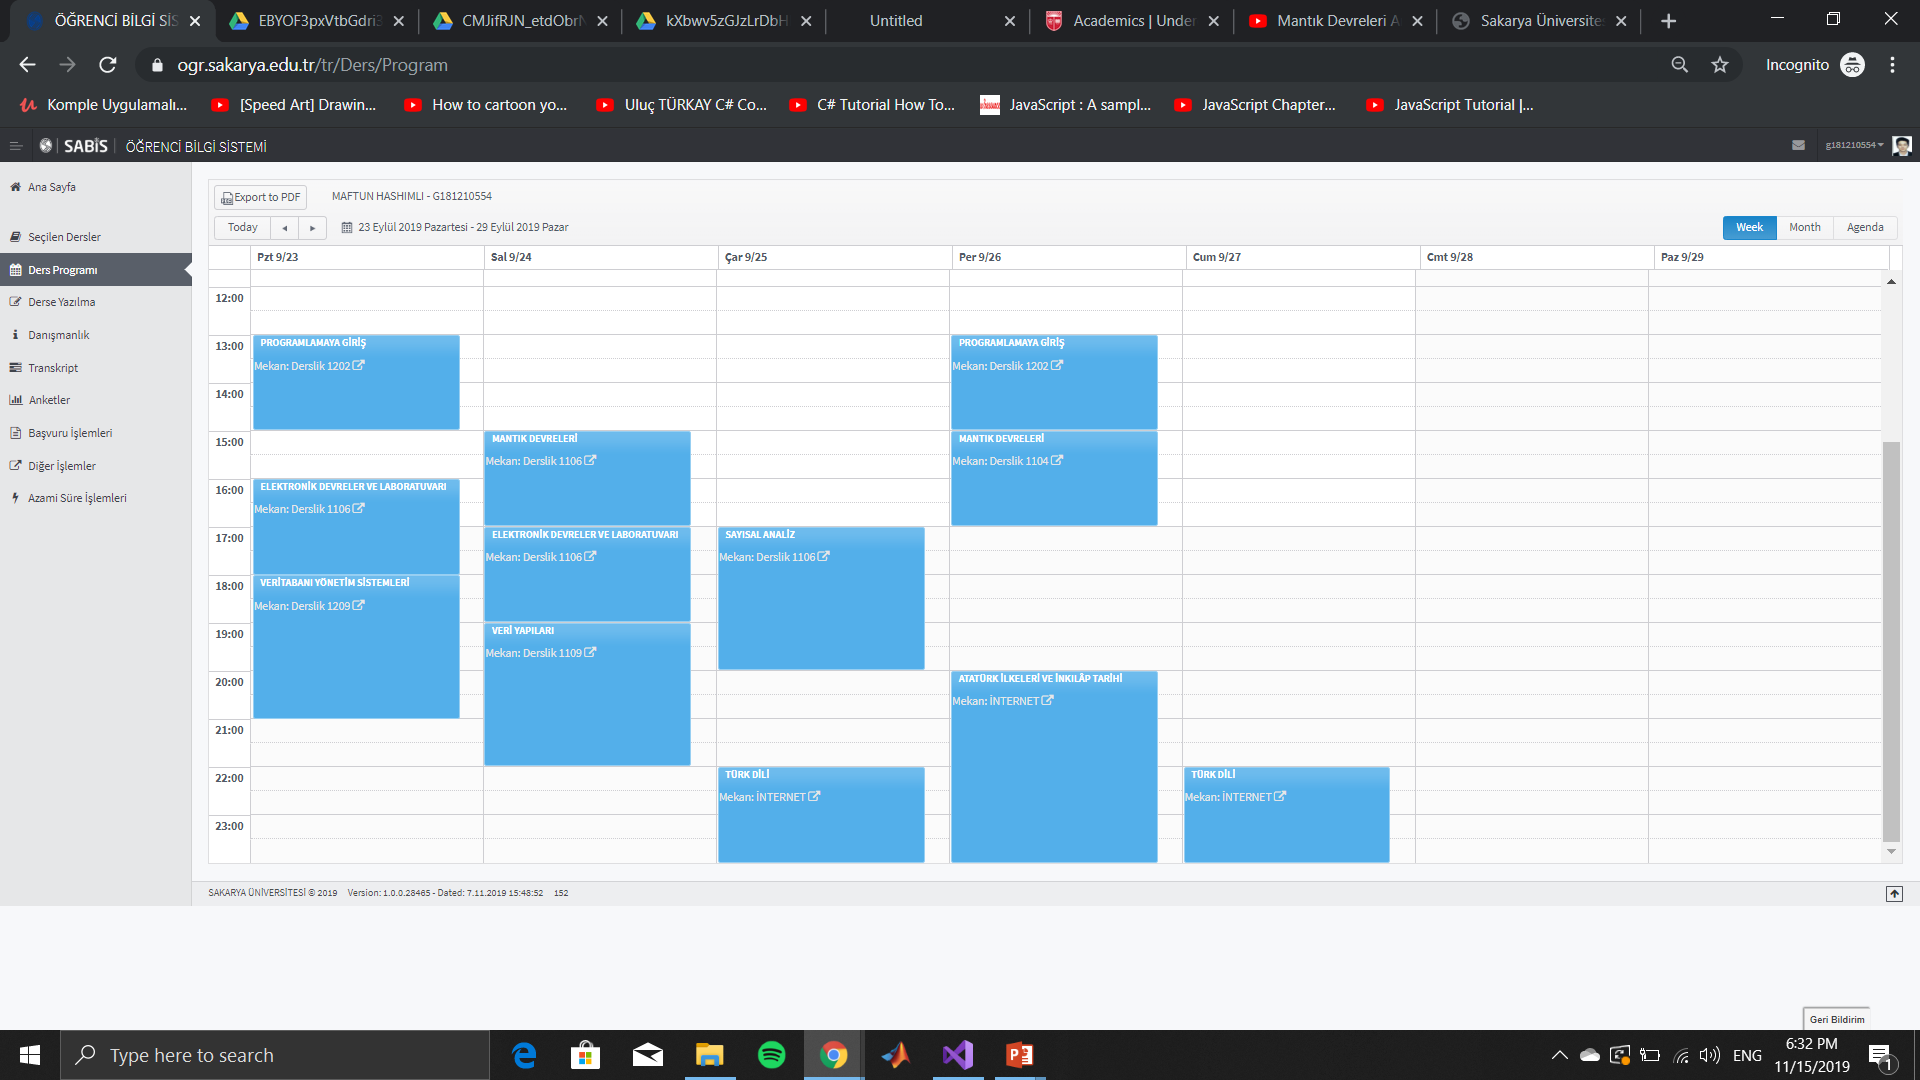 ÖĞRENCİ BİLGİ SİS
EBYOF3pxVtbGdri3
CMJifRJN_etdObrN
kXbwv5zGJzLrDbH
Untitled
Academics | Under
Mantık Devreleri A
Sakarya Üniversites
ogr.sakarya.edu.tr/tr/Ders/Program
Incognito
Komple Uygulamalı...
[Speed Art] Drawin...
How to cartoon yo...
Uluç TÜRKAY C# Co...
C# Tutorial How To...
JavaScript : A sampl...
JavaScript Chapter...
JavaScript Tutorial |...
SABİS
ÖĞRENCİ BİLGİ SİSTEMİ
g181210554
Ana Sayfa
Seçilen Dersler
Ders Programı
Derse Yazılma
Danışmanlık
Transkript
Anketler
Başvuru İşlemleri
Diğer İşlemler
Azami Süre İşlemleri
Export to PDF
MAFTUN HASHIMLI - G181210554
Today
23 Eylül 2019 Pazartesi - 29 Eylül 2019 Pazar
Week
Month
Agenda
Pzt 9/23
Sal 9/24
Çar 9/25
Per 9/26
Cum 9/27
Cmt 9/28
Paz 9/29
12:00
13:00
PROGRAMLAMAYA GİRİŞ
Mekan: Derslik 1202
PROGRAMLAMAYA GİRİŞ
Mekan: Derslik 1202
14:00
15:00
MANTIK DEVRELERİ
Mekan: Derslik 1106
MANTIK DEVRELERİ
Mekan: Derslik 1104
16:00
ELEKTRONİK DEVRELER VE LABORATUVARI
Mekan: Derslik 1106
17:00
ELEKTRONİK DEVRELER VE LABORATUVARI
Mekan: Derslik 1106
SAYISAL ANALİZ
Mekan: Derslik 1106
18:00
VERİTABANI YÖNETİM SİSTEMLERİ
Mekan: Derslik 1209
19:00
VERİ YAPILARI
Mekan: Derslik 1109
20:00
ATATÜRK İLKELERİ VE İNKILÂP TARİHİ
Mekan: İNTERNET
21:00
22:00
TÜRK DİLİ
Mekan: İNTERNET
TÜRK DİLİ
Mekan: İNTERNET
23:00
SAKARYA ÜNİVERSİTESİ © 2019 Version: 1.0.0.28465 - Dated: 7.11.2019 15:48:52 152
Geri Bildirim
Type here to search
ENG
6:32 PM
11/15/2019
1